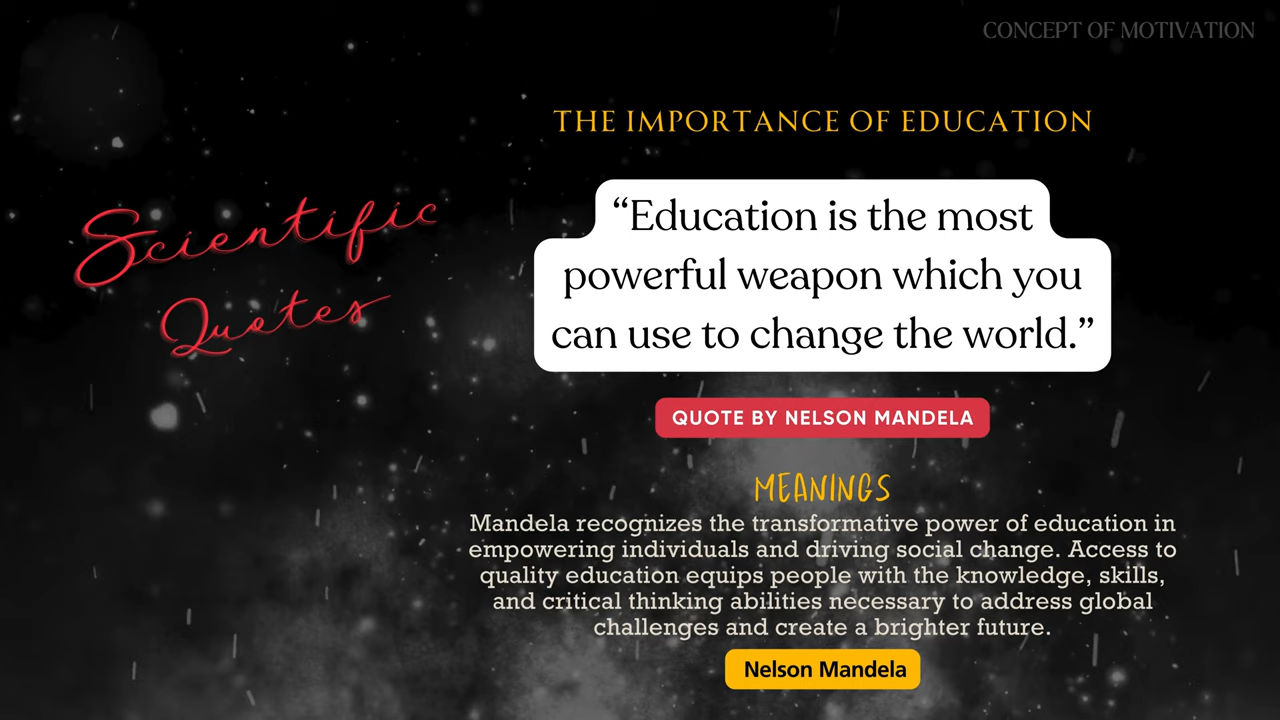 CONCEPT OF MOTIVATION
THE IMPORTANCE OF EDUCATION
Scientific
Quotes
“Education is the most
powerful weapon which you
can use to change the world.”
QUOTE BY NELSON MANDELA
MEANINGS
Mandela recognizes the transformative power of education in
empowering individuals and driving social change. Access to
quality education equips people with the knowledge, skills,
and critical thinking abilities necessary to address global
challenges and create a brighter future.
Nelson Mandela